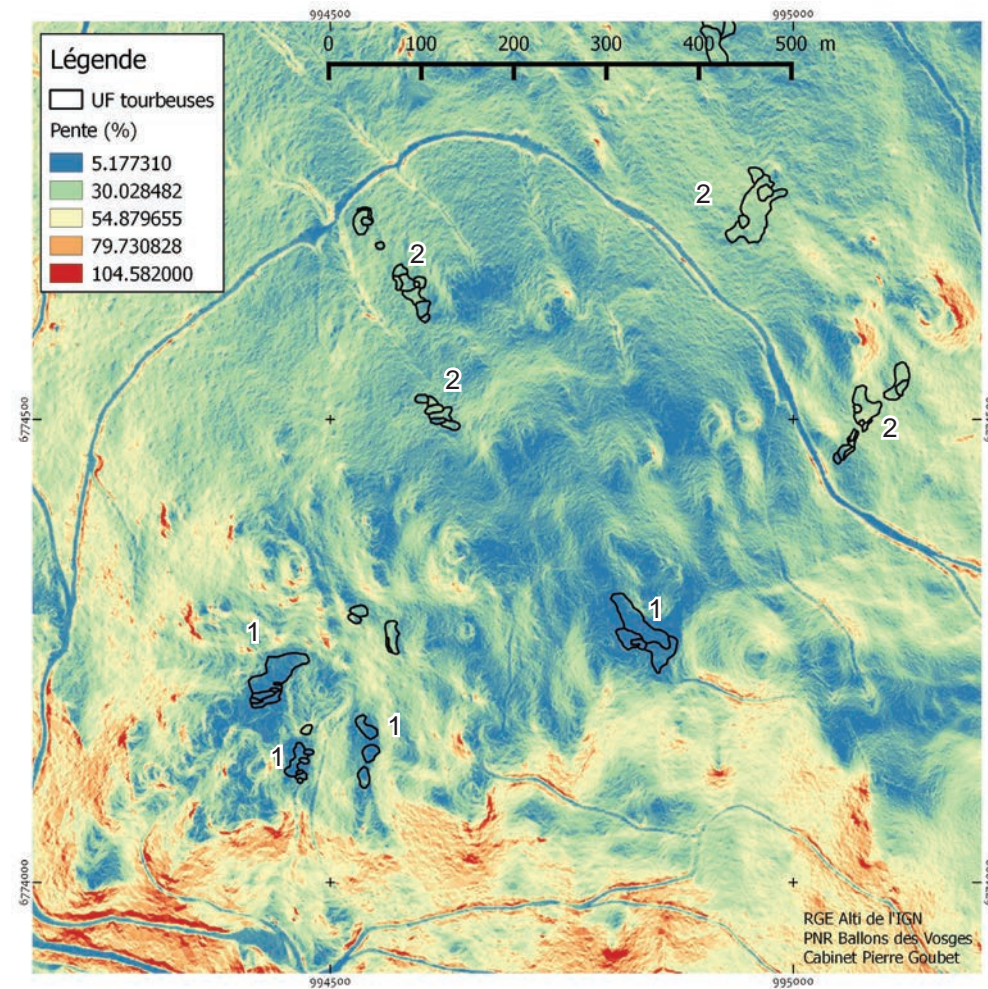 994500 995000
0 100 200 300 400 500 m
Légende
UF tourbeuses
Pente (%)
5.177310
30.028482
54.879655
79.730828
104.582000
2
2
2
6774500
2
1
1
1
1
6774000
RGE Alti de l'IGN
PNR Ballons des Vosges
Cabinet Pierre Goubet
994500 995000